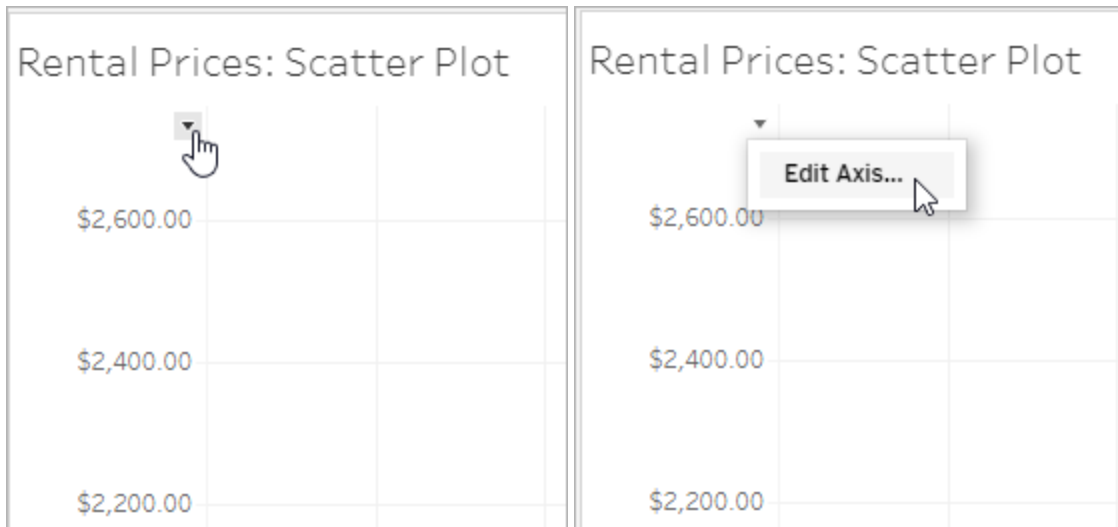 Rental Prices: Scatter Plot
$2,600.00
$2,400.00
$2,200.00
Rental Prices: Scatter Plot
Edit Axis...
$2,600.00
$2,400.00
$2,200.00